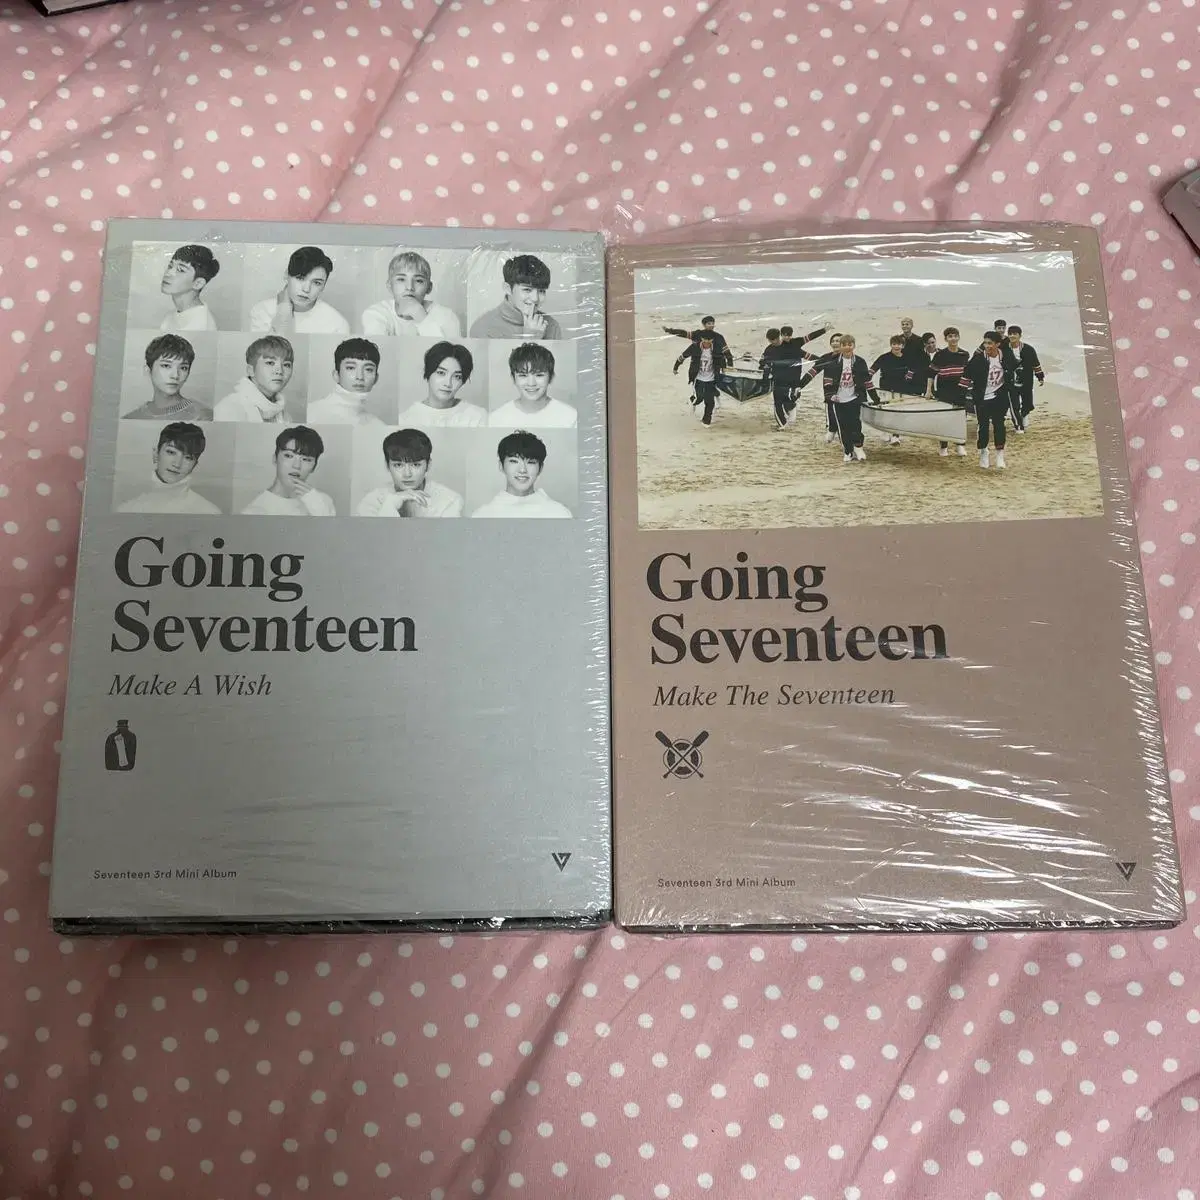 Going
Seventeen
Make A Wish
Seventeen 3rd Mini Album
Going
Seventeen
Make The Seventeen
Seventeen 3rd Mini Album